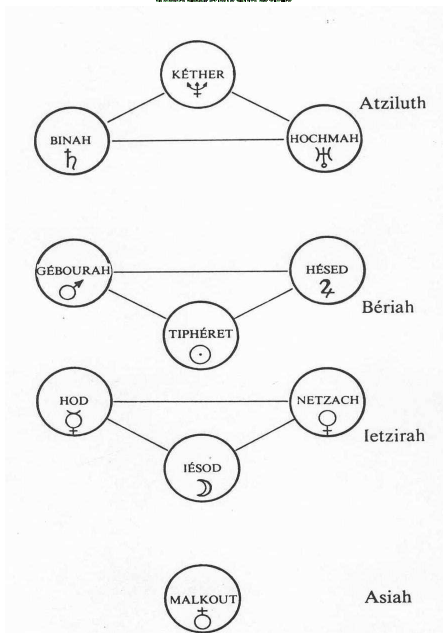 KÉTHER
Atziluth
BINAH
HOCHMAH
GÉBOURAH
HÉSED
Bériah
TIPHÉRET
HOD
NETZACH
Ietzirah
IÉSOD
MALKOUT
Asiah